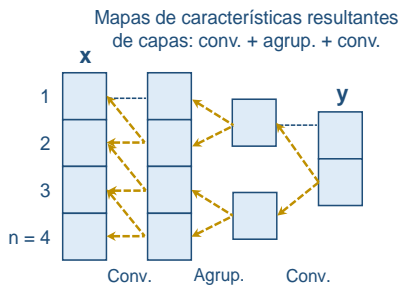 Mapas de características resultantes
de capas: conv. + agrup. + conv.
x
y
1
2
3
n = 4
Conv. Agrup. Conv.